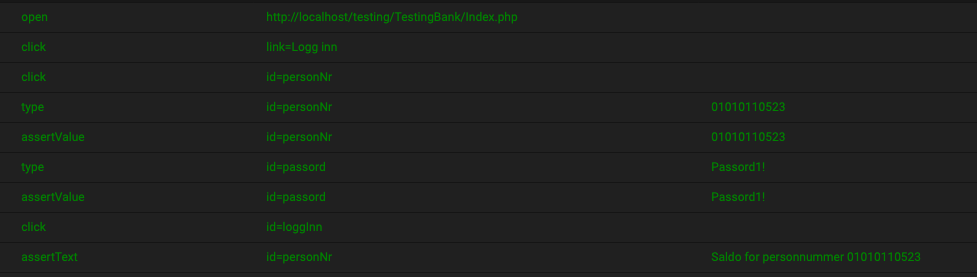 open http://localhost/testing/TestingBank/Index.php
click link=Logg inn
click id=personNr
type id=personNr 01010110523
assertValue id=personNr 01010110523
type id=passord Passord1!
assertValue id=passord Passord1!
click id=loggInn
assertText id=personNr Saldo for personnummer 01010110523